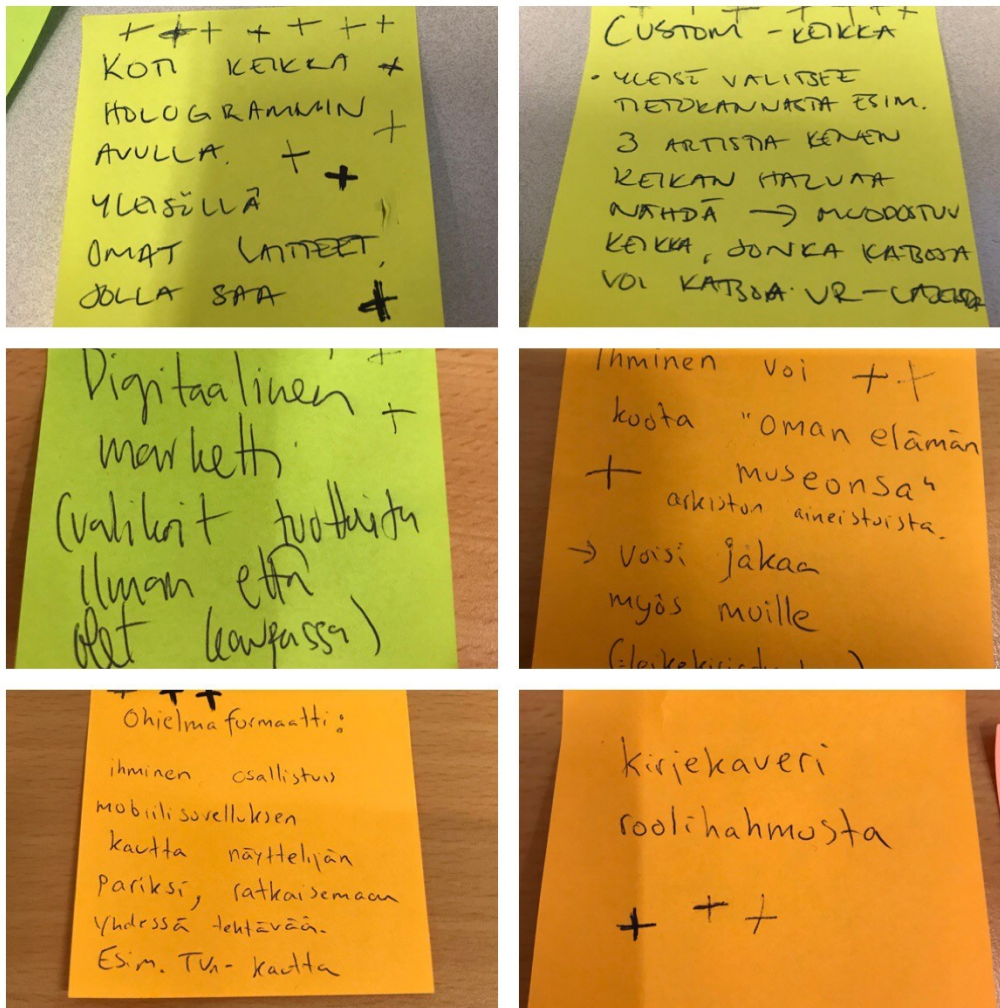 KOTI KEIKKA
HOLOGRAMMIN
AVULLA.
YLEISÖLLÄ
OMAT LAITTEET,
JOLLA SAA
CUSTOM - KEIKKA
• YLEISÖ VALITSEE
TIETOKANNASTA ESIM.
3 ARTISTIA KENEN
KEIKAN HALUAA
NÄHDÄ → MUODOSTUU
KEIKKA, JONKA KATSOJA
VOI KATSOA VR-LASEISTA
Digitaalinen
marketti
(valikoit tuotteita
ilman että
olet kaupassa)
Ihminen voi
koota "oman elämän
museonsa"
arkiston aineistoista.
→ voisi jakaa
myös muille
Ohjelmaformaatti:
ihminen osallistuu
mobiilisovelluksen
kautta näyttelijän
pariksi, ratkaisemaan
yhdessä tehtävää.
Esim. TV:n kautta
kirjekaveri
roolihahmosta